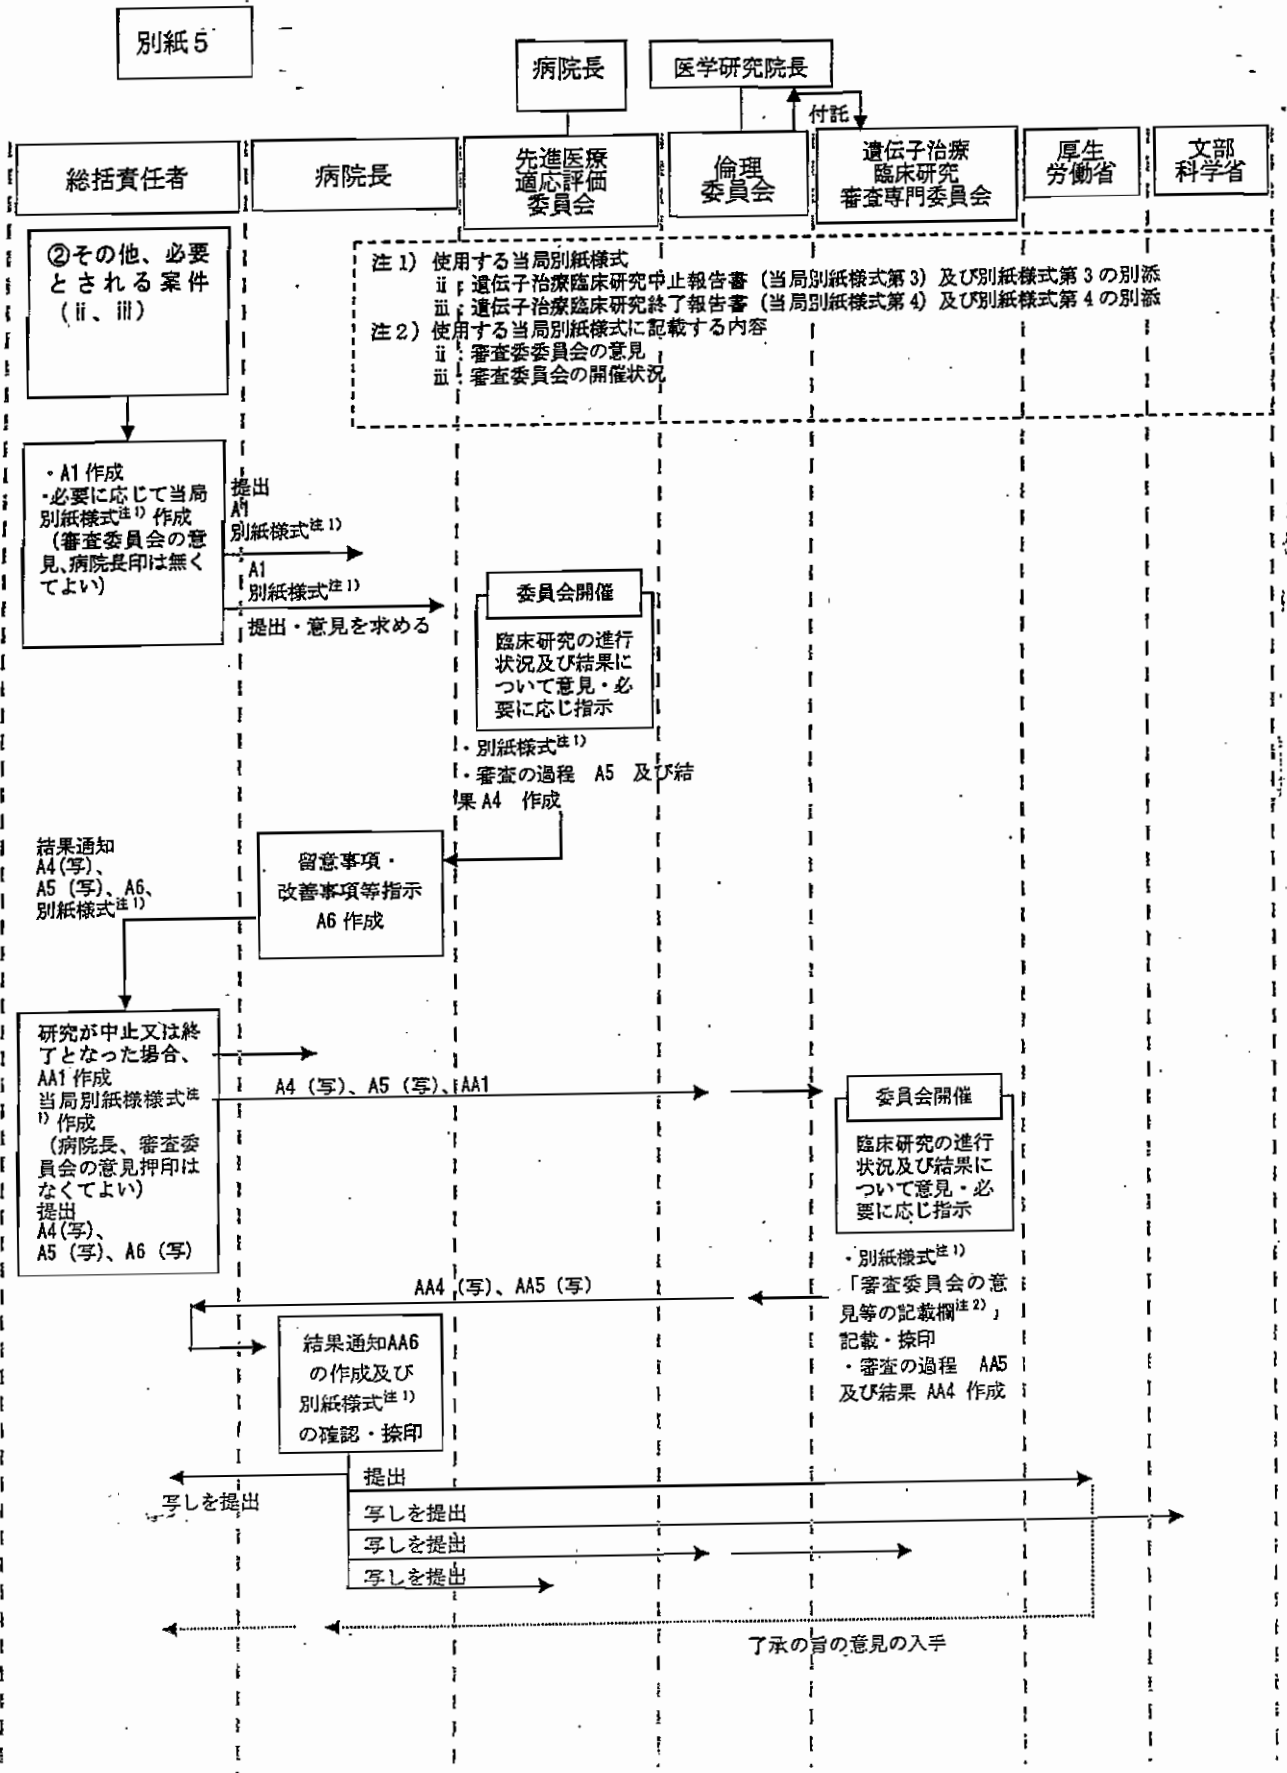 別紙5
病院長
医学研究院長
付託
総括責任者
病院長
先進医療
適応評価
委員会
倫理
委員会
遺伝子治療
臨床研究
審査専門委員会
厚生
労働省
文部
科学省
②その他、必要
とされる案件
(ⅱ、ⅲ)
注1)使用する当局別紙様式
ⅱ:遺伝子治療臨床研究中止報告書(当局別紙様式第3)及び別紙様式第3の別添
ⅲ:遺伝子治療臨床研究終了報告書(当局別紙様式第4)及び別紙様式第4の別添
注2)使用する当局別紙様式に記載する内容
ⅱ:審査委委員会の意見
ⅲ:審査委員会の開催状況
・A1作成
・必要に応じて当局
別紙様式注1)作成
(審査委員会の意
見、病院長印は無く
てよい)
提出
A1
別紙様式注1)
A1
別紙様式注1)
提出・意見を求める
委員会開催
臨床研究の進行
状況及び結果に
ついて意見・必
要に応じ指示
・別紙様式注1)
・審査の過程 A5 及び結
果A4 作成
留意事項・
改善事項等指示
A6作成
結果通知
A4(写)、
A5(写)、A6、
別紙様式注1)
研究が中止又は終
了となった場合、
AA1作成
当局別紙様様式注
1)作成
(病院長、審査委
員会の意見押印は
なくてよい)
提出
A4(写)、
A5(写)、A6(写)
A4(写)、A5(写)、AA1
委員会開催
臨床研究の進行
状況及び結果に
ついて意見・必
要に応じ指示
・別紙様式注1)
「審査委員会の意
見等の記載欄注2)」
記載・捺印
・審査の過程 AA5
及び結果 AA4 作成
AA4(写)、AA5(写)
結果通知AA6
の作成及び
別紙様式注1)
の確認・捺印
提出
写しを提出
写しを提出
写しを提出
写しを提出
了承の旨の意見の入手